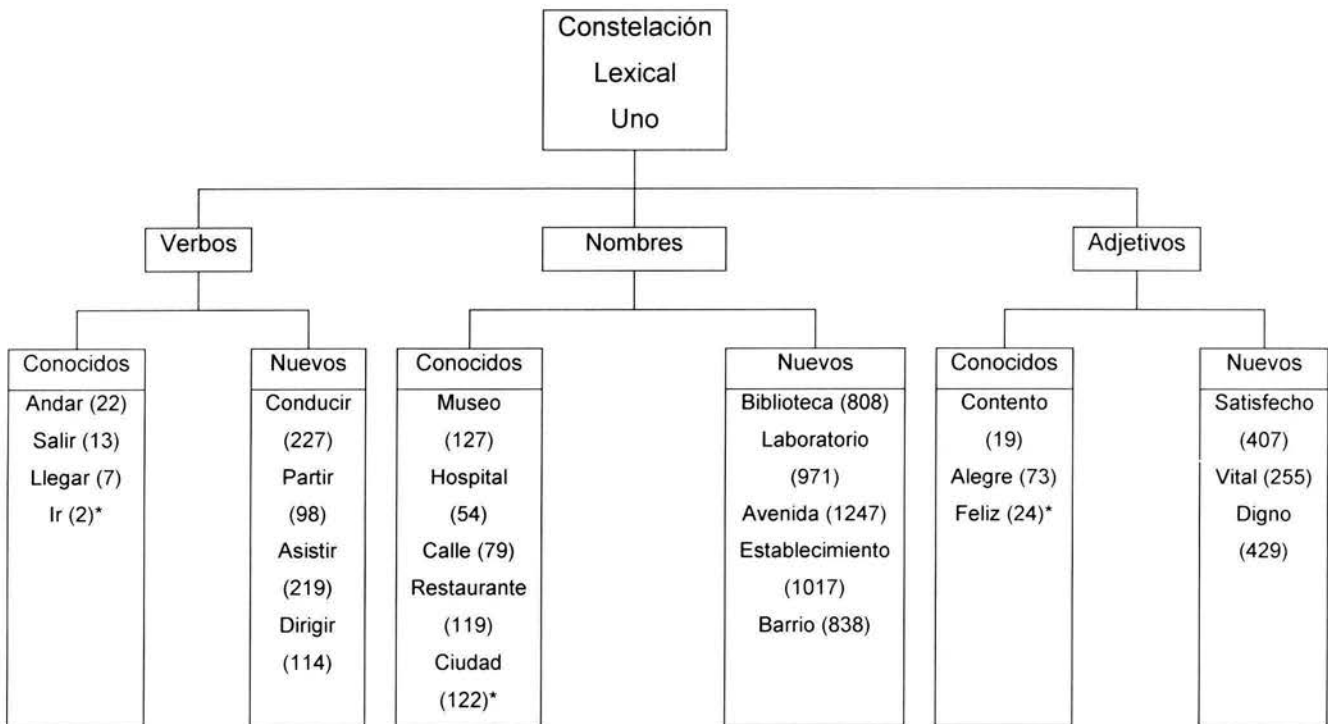 Constelación
Lexical
Uno
Verbos
Nombres
Adjetivos
Conocidos
Andar (22)
Salir (13)
Llegar (7)
Ir (2)*
Nuevos
Conducir
(227)
Partir
(98)
Asistir
(219)
Dirigir
(114)
Conocidos
Museo
(127)
Hospital
(54)
Calle (79)
Restaurante
(119)
Ciudad
(122)*
Nuevos
Biblioteca (808)
Laboratorio
(971)
Avenida (1247)
Establecimiento
(1017)
Barrio (838)
Conocidos
Contento
(19)
Alegre (73)
Feliz (24)*
Nuevos
Satisfecho
(407)
Vital (255)
Digno
(429)